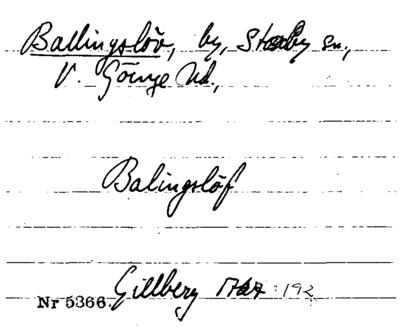 Ballingslöv, by, Stoby sn.,
V. Göinge hd.,
Balingslöf
Gillberg 1767 : 192
Nr 5366.